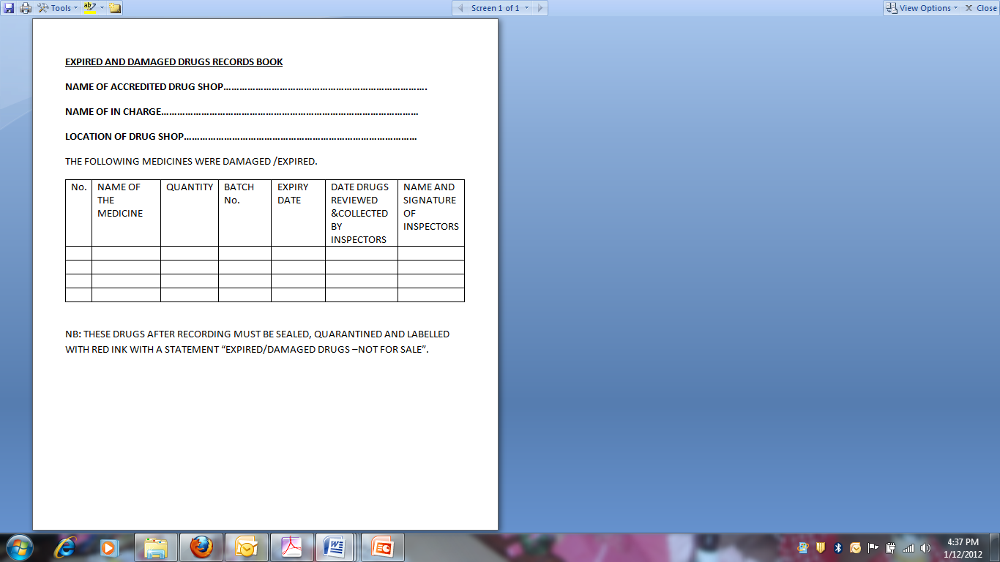 Tools
Screen 1 of 1
View Options
Close
EXPIRED AND DAMAGED DRUGS RECORDS BOOK
NAME OF ACCREDITED DRUG SHOP………………………………………………………………….
NAME OF IN CHARGE……………………………………………………………………………………
LOCATION OF DRUG SHOP……………………………………………………………………………
THE FOLLOWING MEDICINES WERE DAMAGED /EXPIRED.
No.
NAME OF
THE
MEDICINE
QUANTITY
BATCH
No.
EXPIRY
DATE
DATE DRUGS
REVIEWED
&COLLECTED
BY
INSPECTORS
NAME AND
SIGNATURE
OF
INSPECTORS
NB: THESE DRUGS AFTER RECORDING MUST BE SEALED, QUARANTINED AND LABELLED
WITH RED INK WITH A STATEMENT “EXPIRED/DAMAGED DRUGS –NOT FOR SALE”.
4:37 PM
1/12/2012